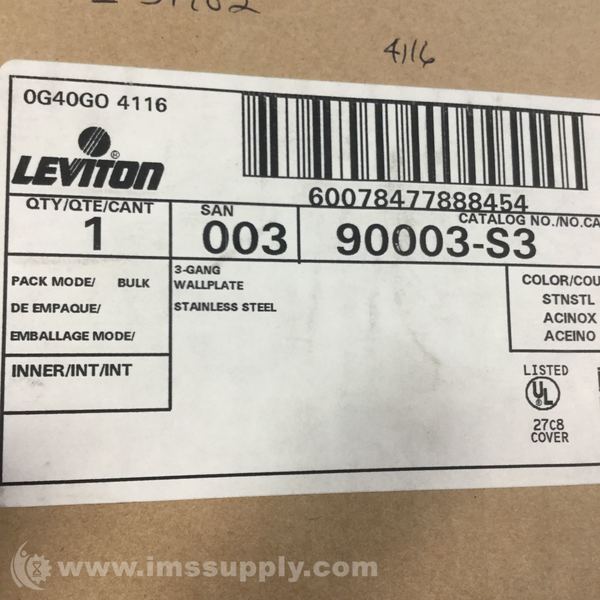 4116
0G40GO 4116
LEVITON ®
60078477888454
QTY/QTE/CANT
1
SAN
003
CATALOG NO./NO.CA
90003-S3
PACK MODE/ BULK
DE EMPAQUE/
EMBALLAGE MODE/
3-GANG
WALLPLATE
STAINLESS STEEL
COLOR/COU
STNSTL
ACINOX
ACEINO
INNER/INT/INT
LISTED
UL ®
27C8
COVER
www.imssupply.com